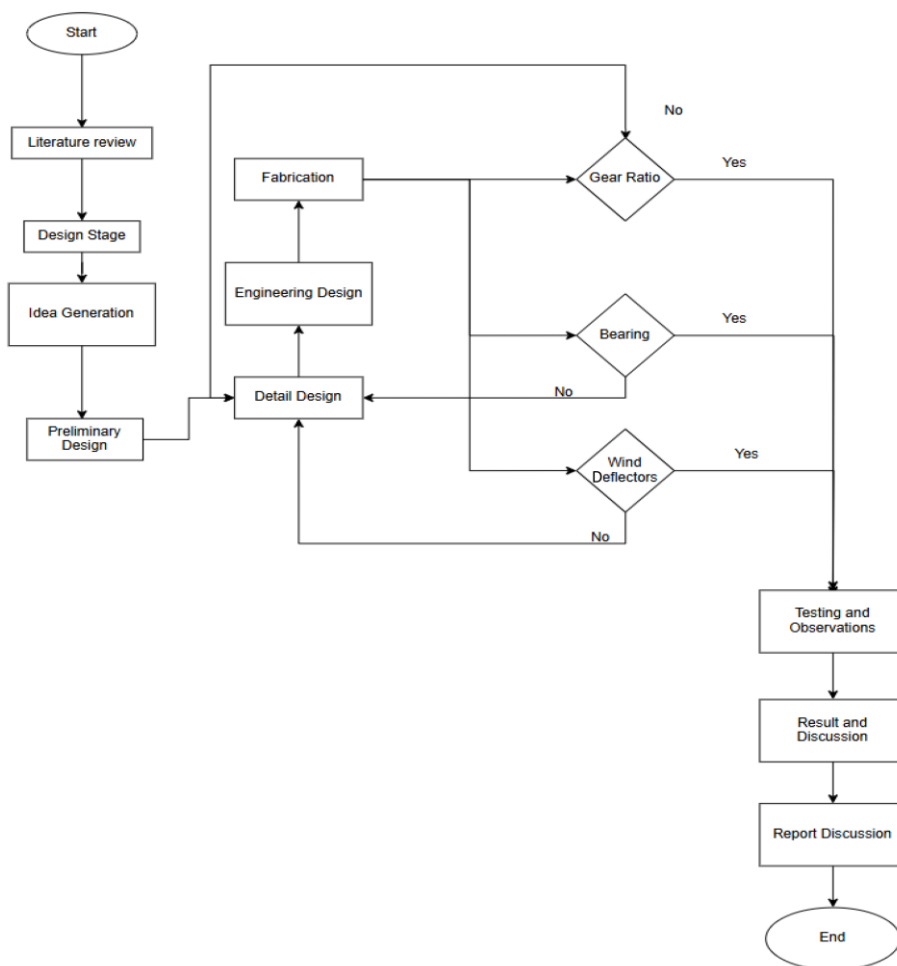 Start
Literature review
Design Stage
Idea Generation
Preliminary
Design
Fabrication
Engineering Design
Detail Design
No
Gear Ratio
Yes
Bearing
Yes
No
Wind
Deflectors
Yes
No
Testing and
Observations
Result and
Discussion
Report Discussion
End